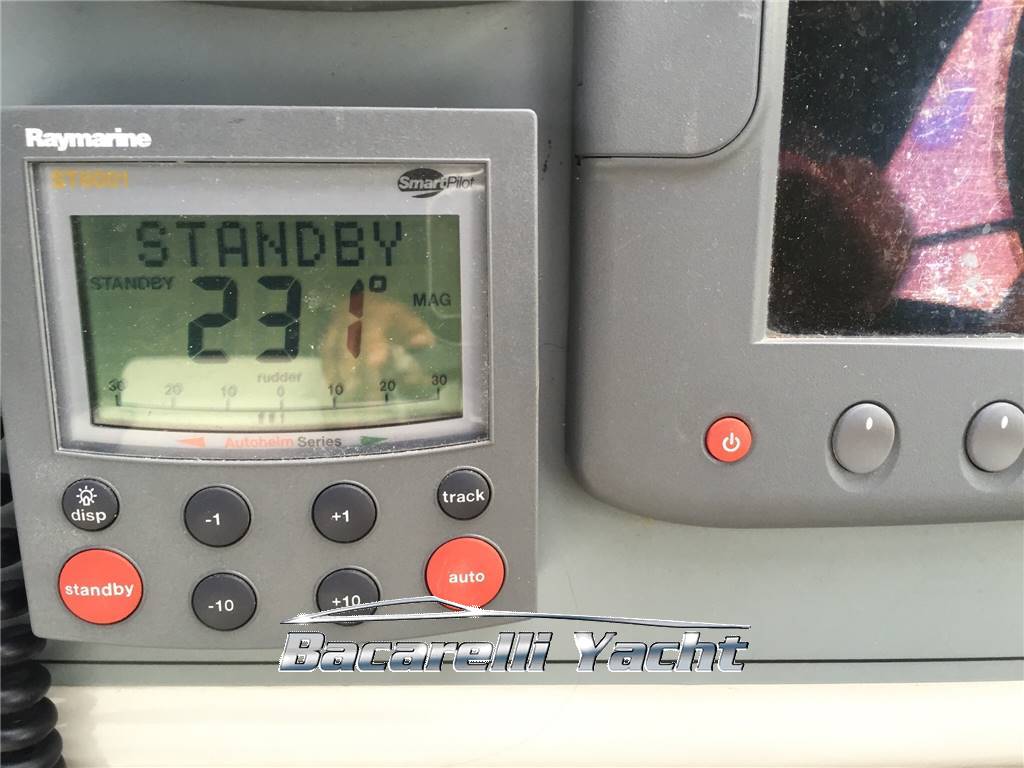 Raymarine
ST6001
SmartPilot
STANDBY
STANDBY 231° MAG
rudder
30 20 10 0 10 20 30
Autohelm Series
disp -1 +1 track
standby -10 +10 auto
Bacarelli Yacht